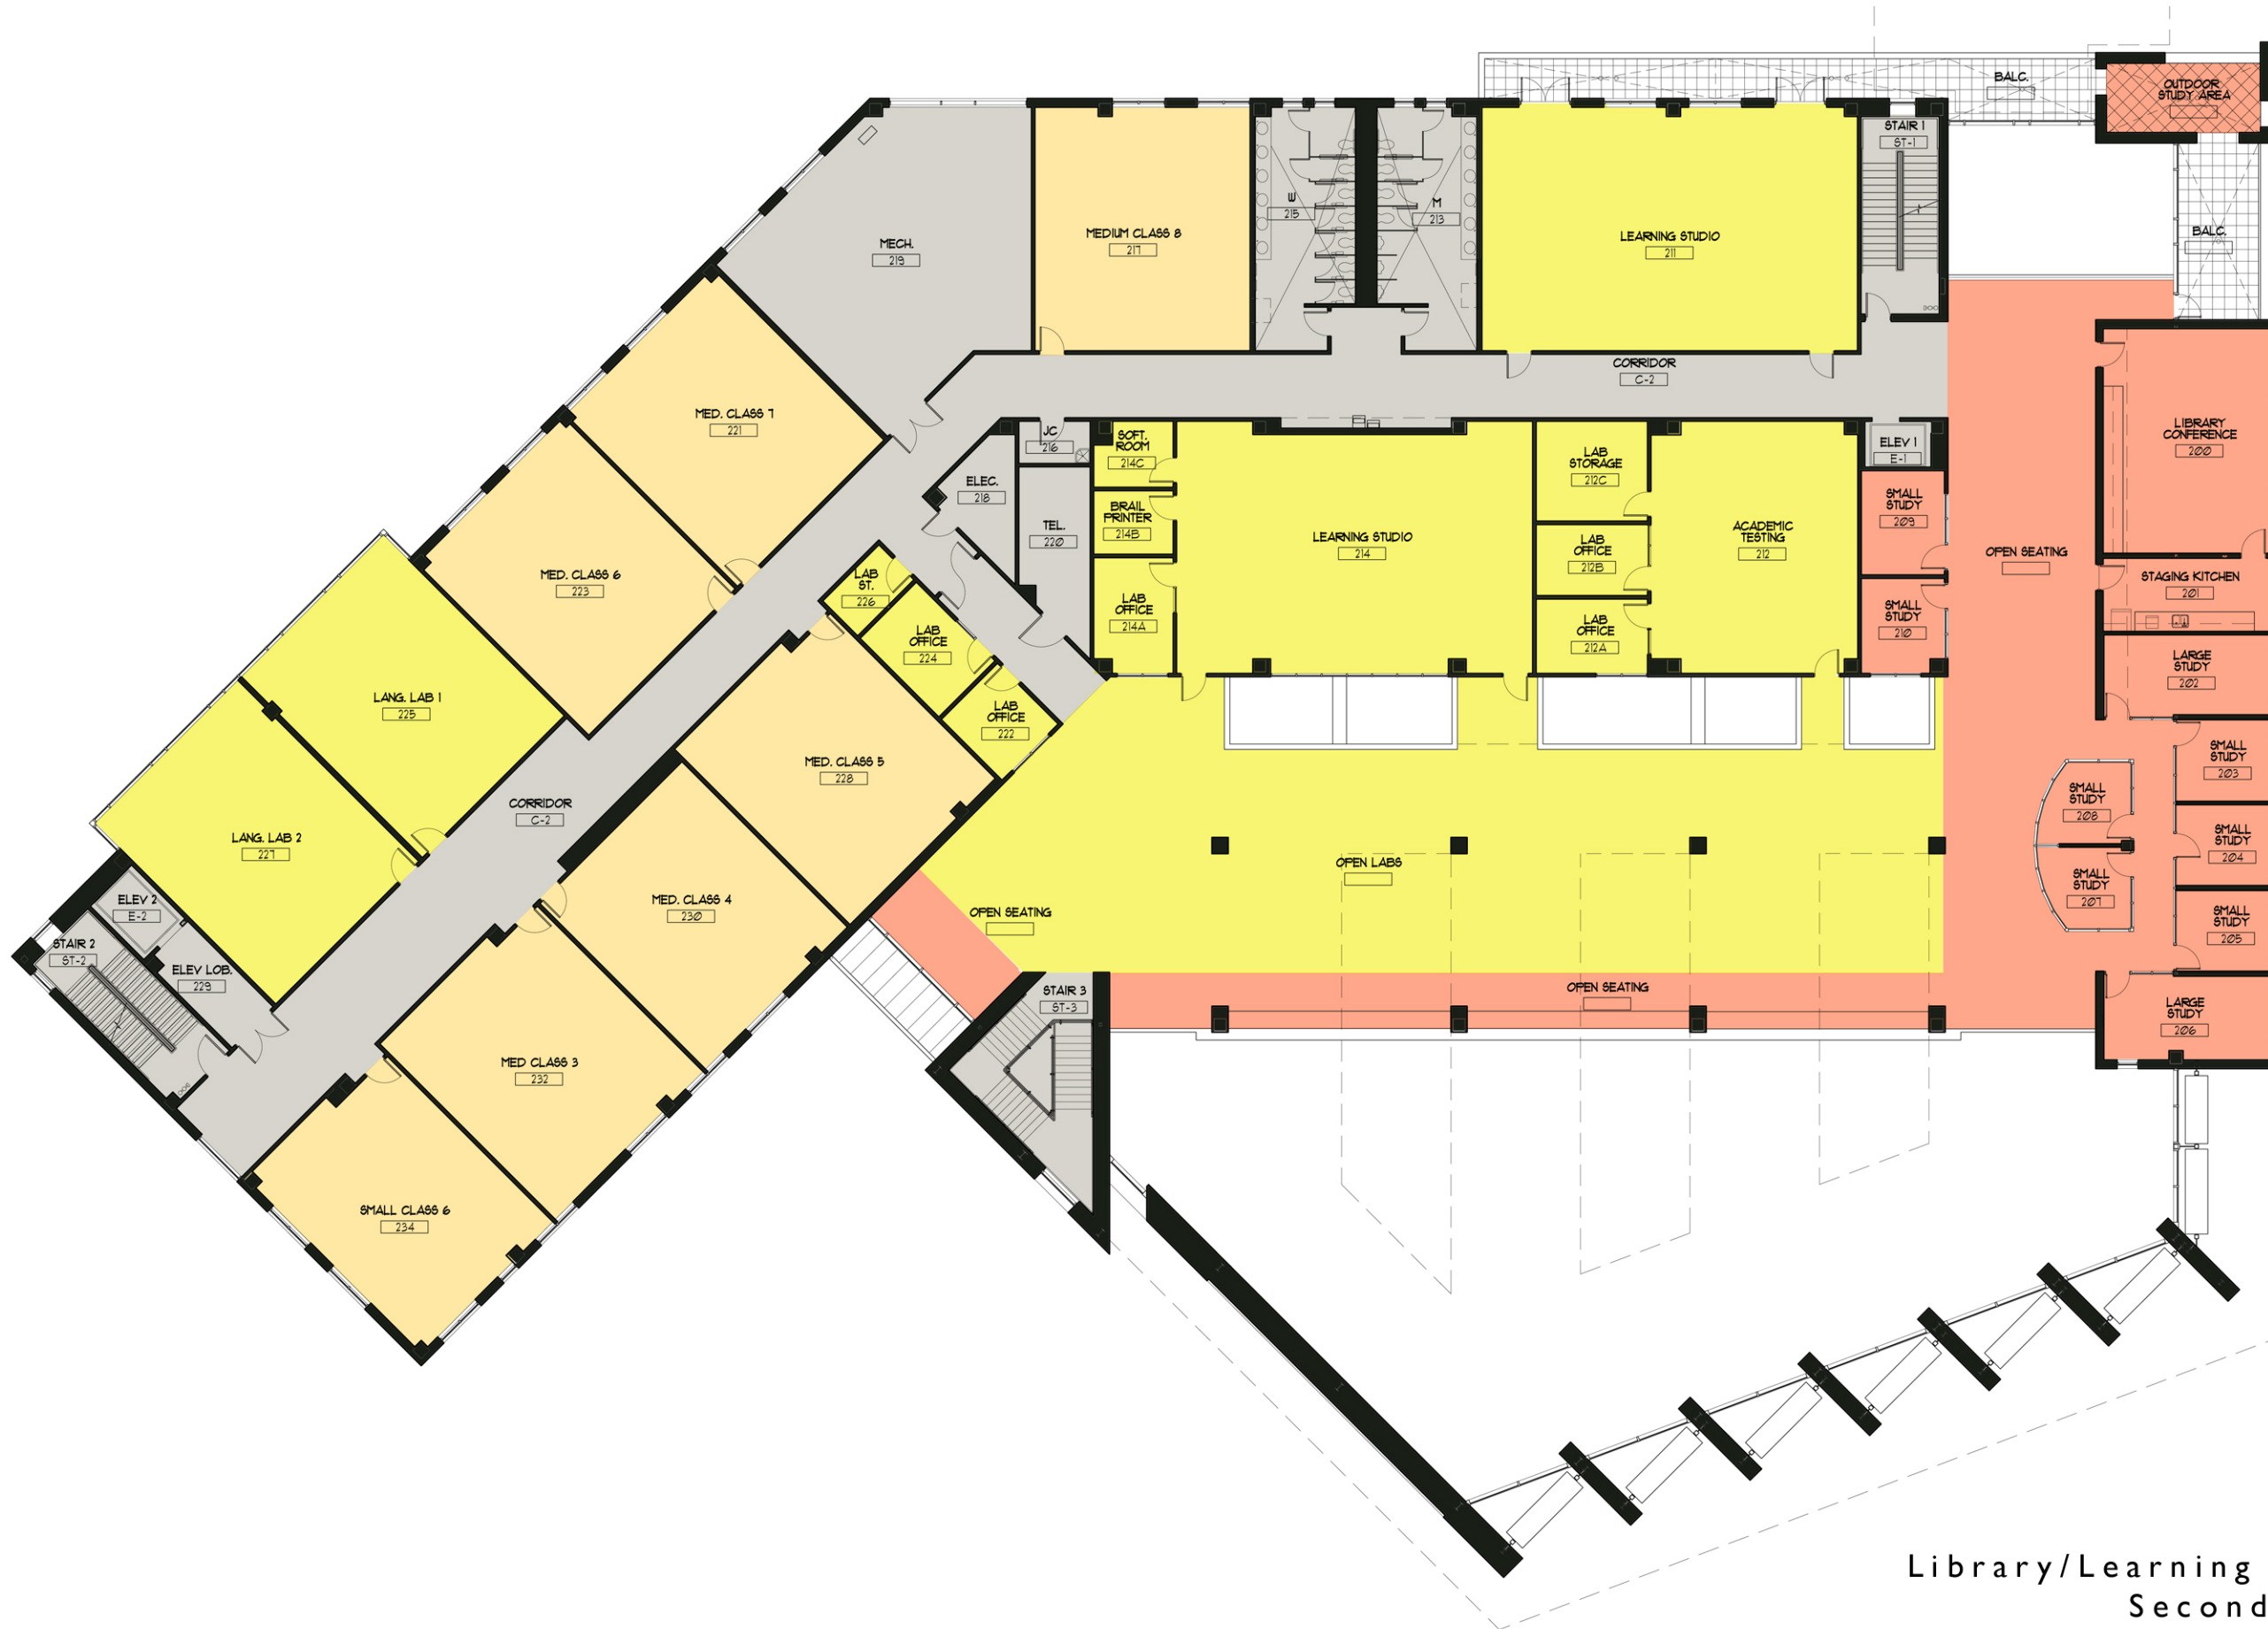 BALC.
OUTDOOR
STUDY AREA
STAIR 1
ST-1
W
215
M
213
MEDIUM CLASS 8
217
LEARNING STUDIO
211
MECH.
219
BALC.
CORRIDOR
C-2
MED. CLASS 7
221
JC
216
SOFT.
ROOM
214C
ELEV 1
E-1
LIBRARY
CONFERENCE
200
LAB
STORAGE
212C
ELEC.
218
SMALL
STUDY
209
BRAIL
PRINTER
214B
TEL.
220
LEARNING STUDIO
214
ACADEMIC
TESTING
212
LAB
OFFICE
212B
OPEN SEATING
MED. CLASS 6
223
LAB
ST.
226
STAGING KITCHEN
201
LAB
OFFICE
214A
LAB
OFFICE
212A
SMALL
STUDY
210
LAB
OFFICE
224
LARGE
STUDY
202
LANG. LAB 1
225
LAB
OFFICE
222
MED. CLASS 5
228
SMALL
STUDY
203
SMALL
STUDY
208
CORRIDOR
C-2
LANG. LAB 2
227
SMALL
STUDY
204
OPEN LABS
SMALL
STUDY
207
ELEV 2
E-2
MED. CLASS 4
230
OPEN SEATING
SMALL
STUDY
205
STAIR 2
ST-2
ELEV LOB.
229
STAIR 3
ST-3
OPEN SEATING
LARGE
STUDY
206
MED CLASS 3
232
SMALL CLASS 6
234
Library/Learning
Second